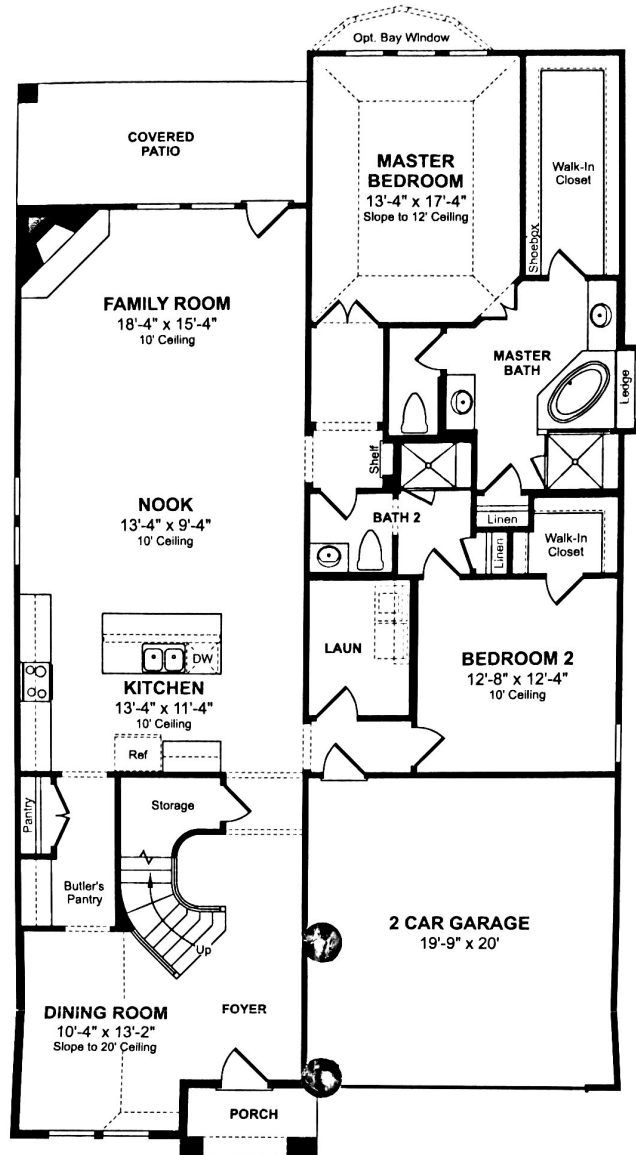 Opt. Bay Window
COVERED
PATIO
MASTER
BEDROOM
13'-4" x 17'-4"
Slope to 12' Ceiling
Walk-In
Closet
Shoebox
FAMILY ROOM
18'-4" x 15'-4"
10' Ceiling
MASTER
BATH
Ledge
Shelf
NOOK
13'-4" x 9'-4"
10' Ceiling
BATH 2
Linen
Linen
Walk-In
Closet
LAUN
DW
BEDROOM 2
12'-8" x 12'-4"
10' Ceiling
KITCHEN
13'-4" x 11'-4"
10' Ceiling
Ref
Pantry
Storage
Butler's
Pantry
Up
2 CAR GARAGE
19'-9" x 20'
DINING ROOM
10'-4" x 13'-2"
Slope to 20' Ceiling
FOYER
PORCH